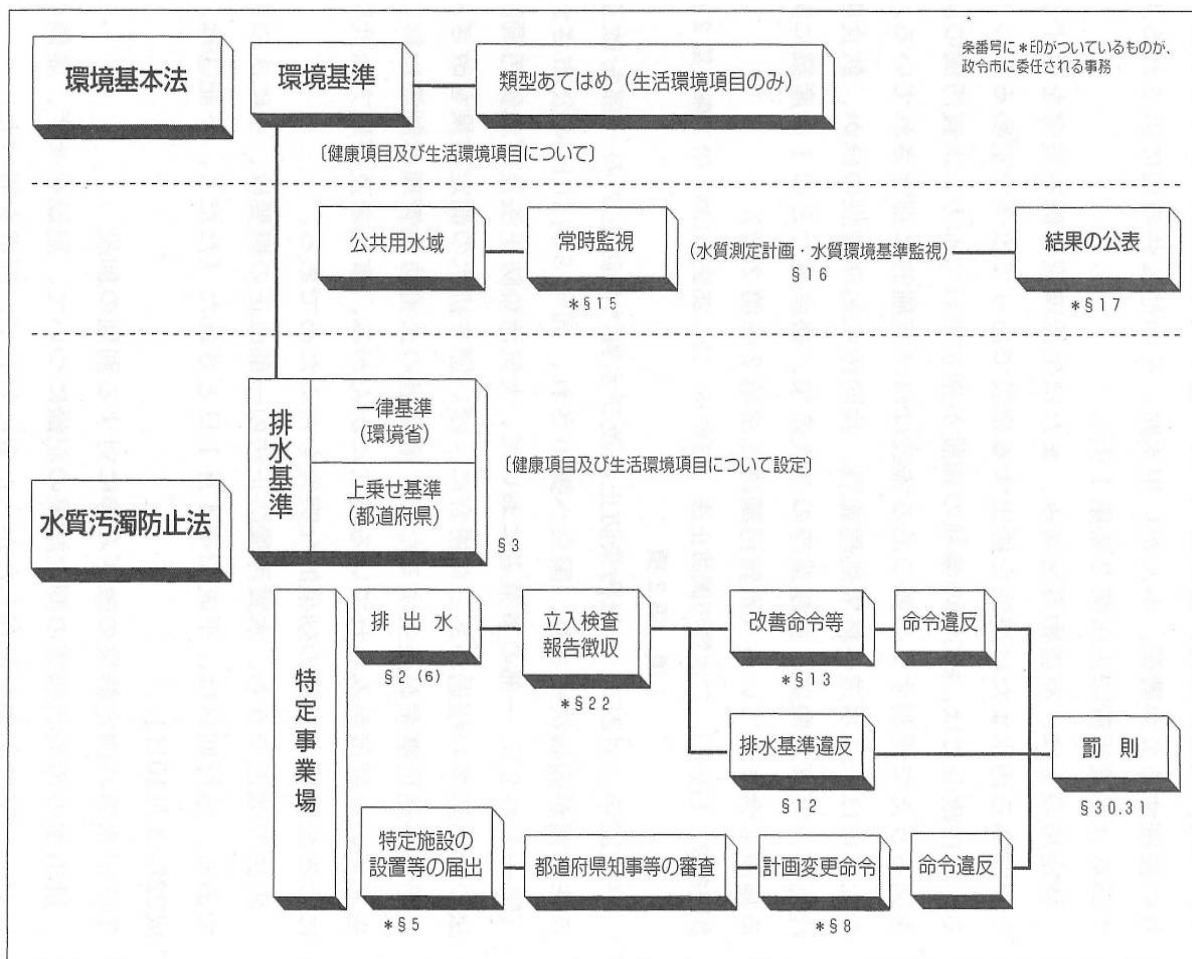 条番号に*印がついているものが、
政令市に委任される事務
環境基本法
環境基準
類型あてはめ（生活環境項目のみ）
〔健康項目及び生活環境項目について〕
公共用水域
常時監視
*§15
(水質測定計画・水質環境基準監視)
§16
結果の公表
*§17
水質汚濁防止法
排水基準
一律基準
(環境省)
上乗せ基準
(都道府県)
§3
〔健康項目及び生活環境項目について設定〕
特定事業場
排出水
§2(6)
立入検査
報告徴収
*§22
改善命令等
*§13
命令違反
排水基準違反
§12
罰則
§30.31
特定施設の
設置等の届出
*§5
都道府県知事等の審査
計画変更命令
*§8
命令違反